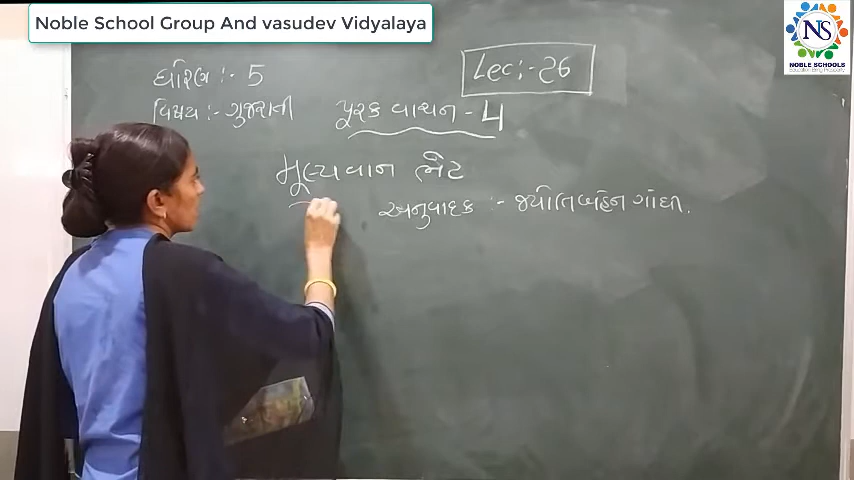 Noble School Group And vasudev Vidyalaya
NS
NOBLE SCHOOLS
ધોરણ :- 5
Lec :- 26
વિષય :- ગુજરાતી
પૂરક વાચન - 4
મૂલ્યવાન ભેટ
અનુવાદક :- જ્યોતિબહેન ગાંધી.